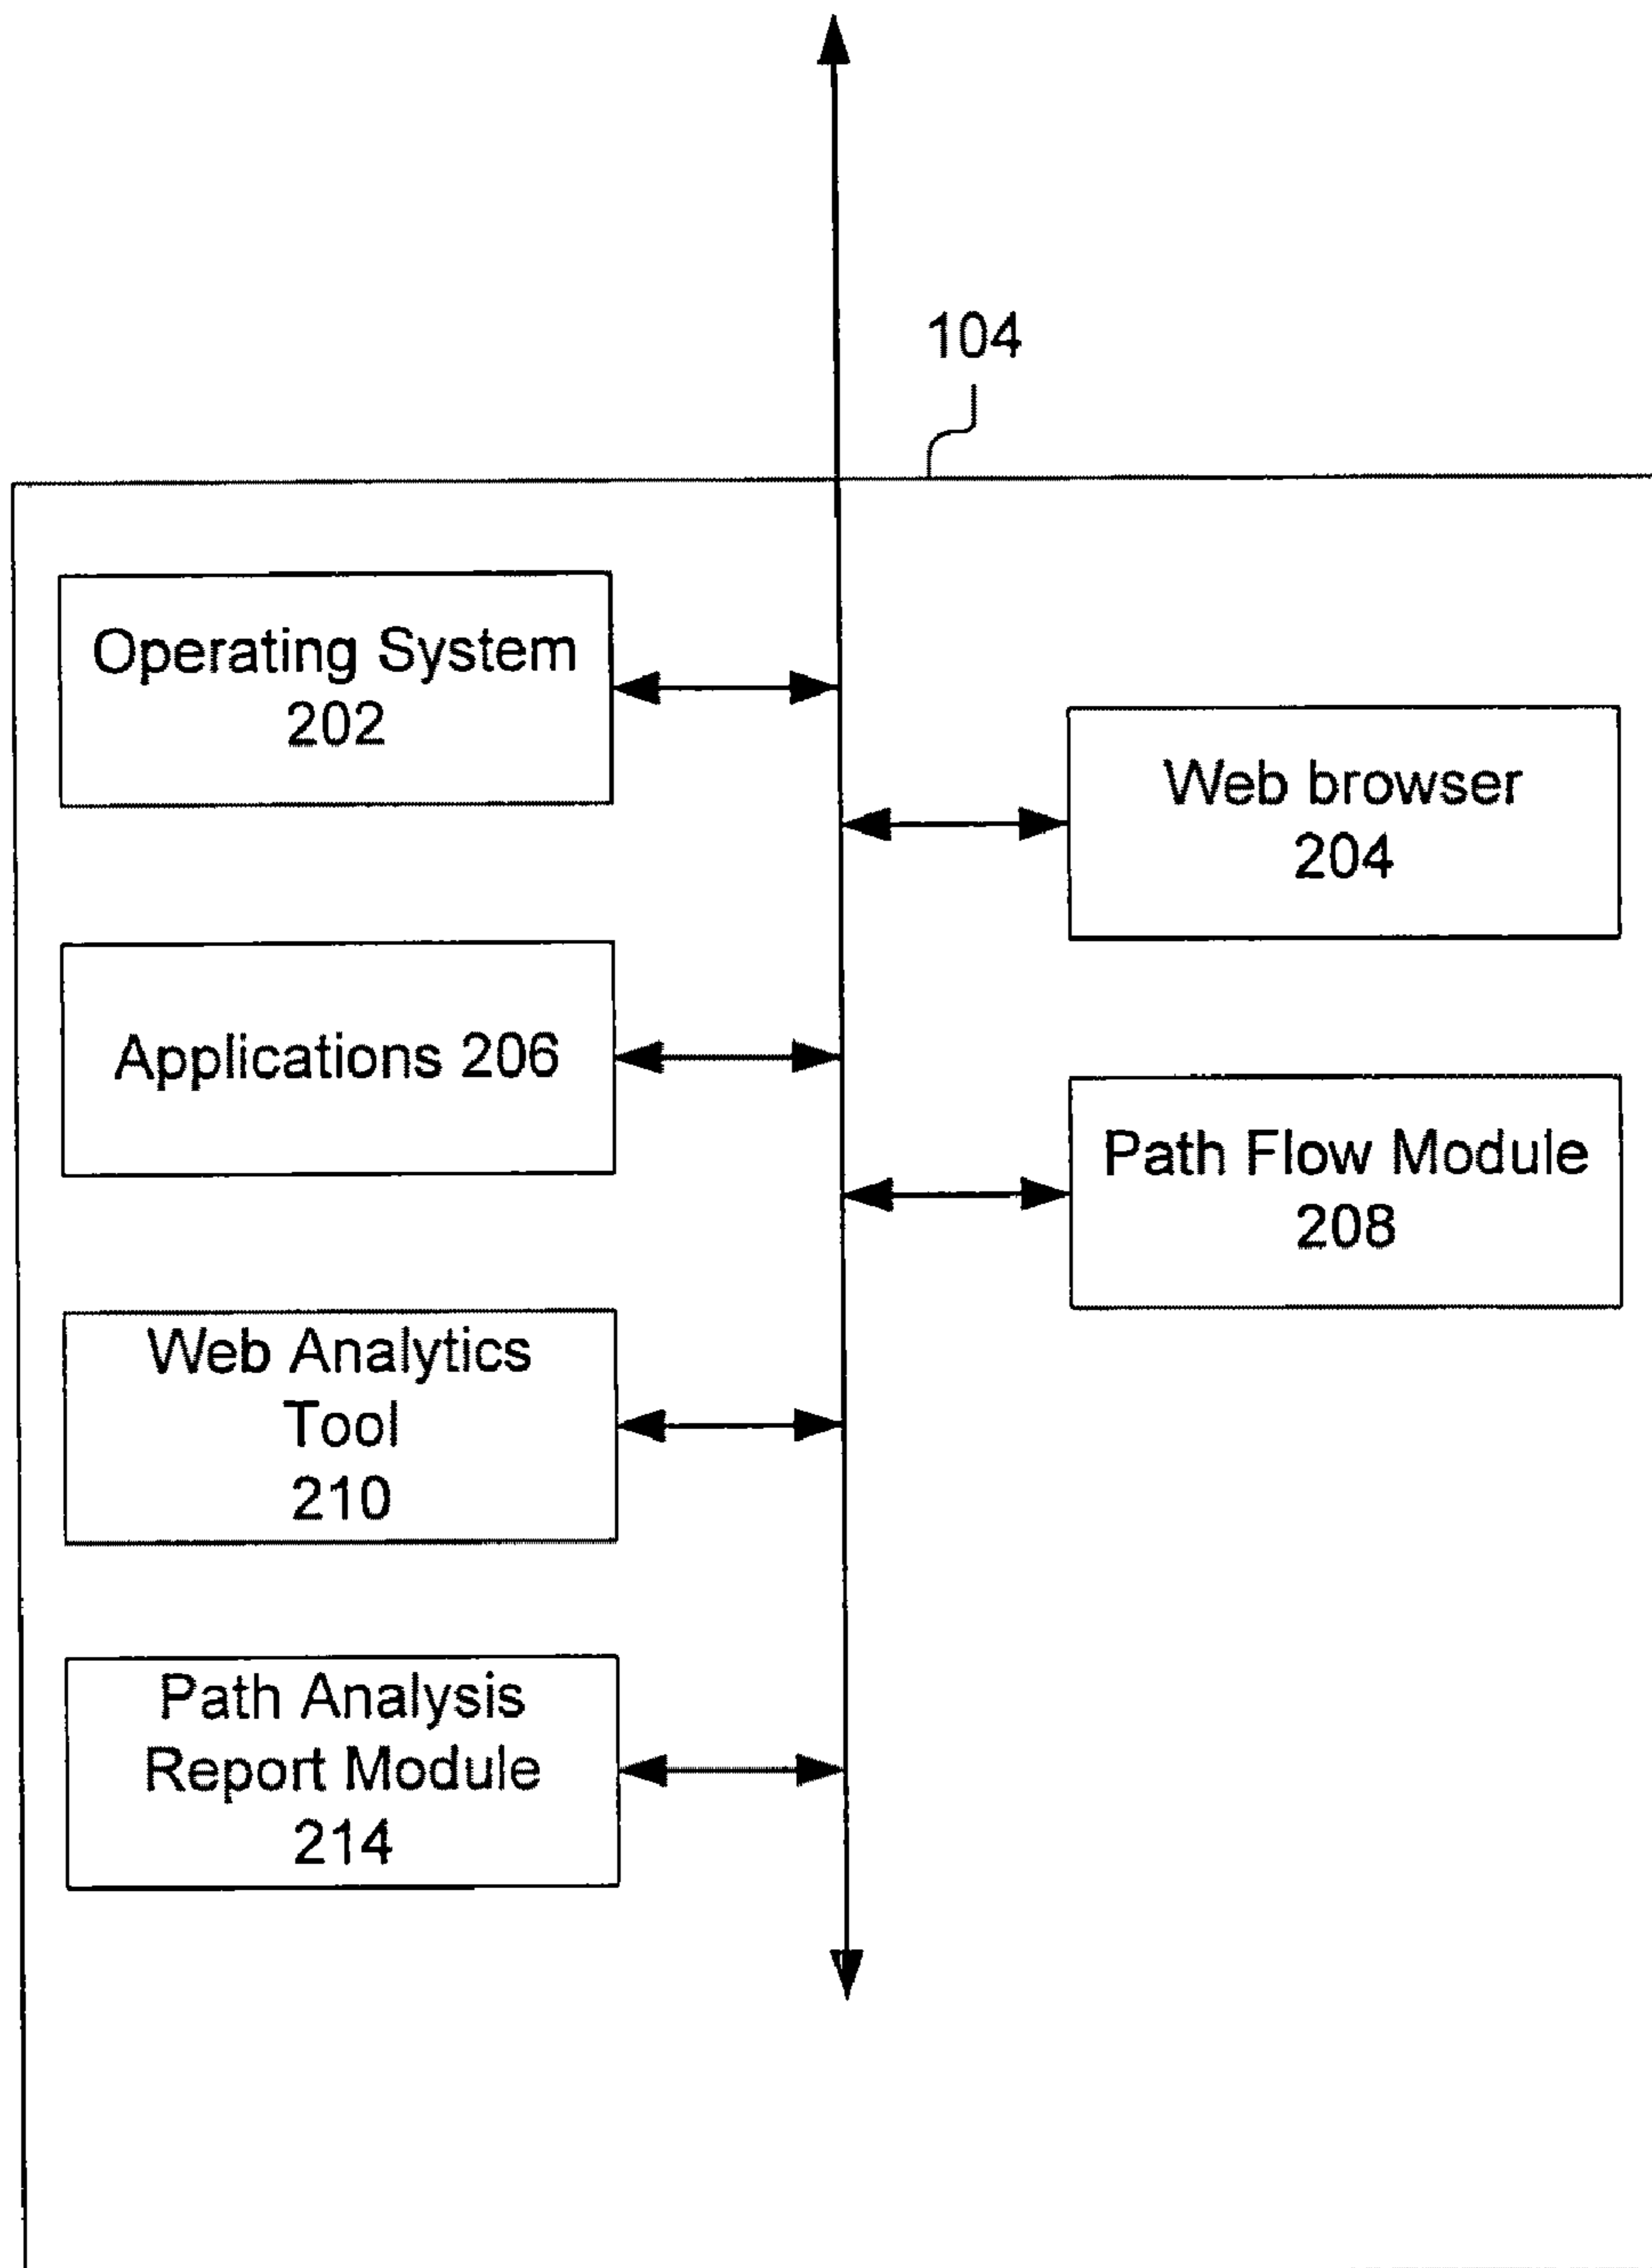 104
Operating System
202
Web browser
204
Applications 206
Path Flow Module
208
Web Analytics
Tool
210
Path Analysis
Report Module
214